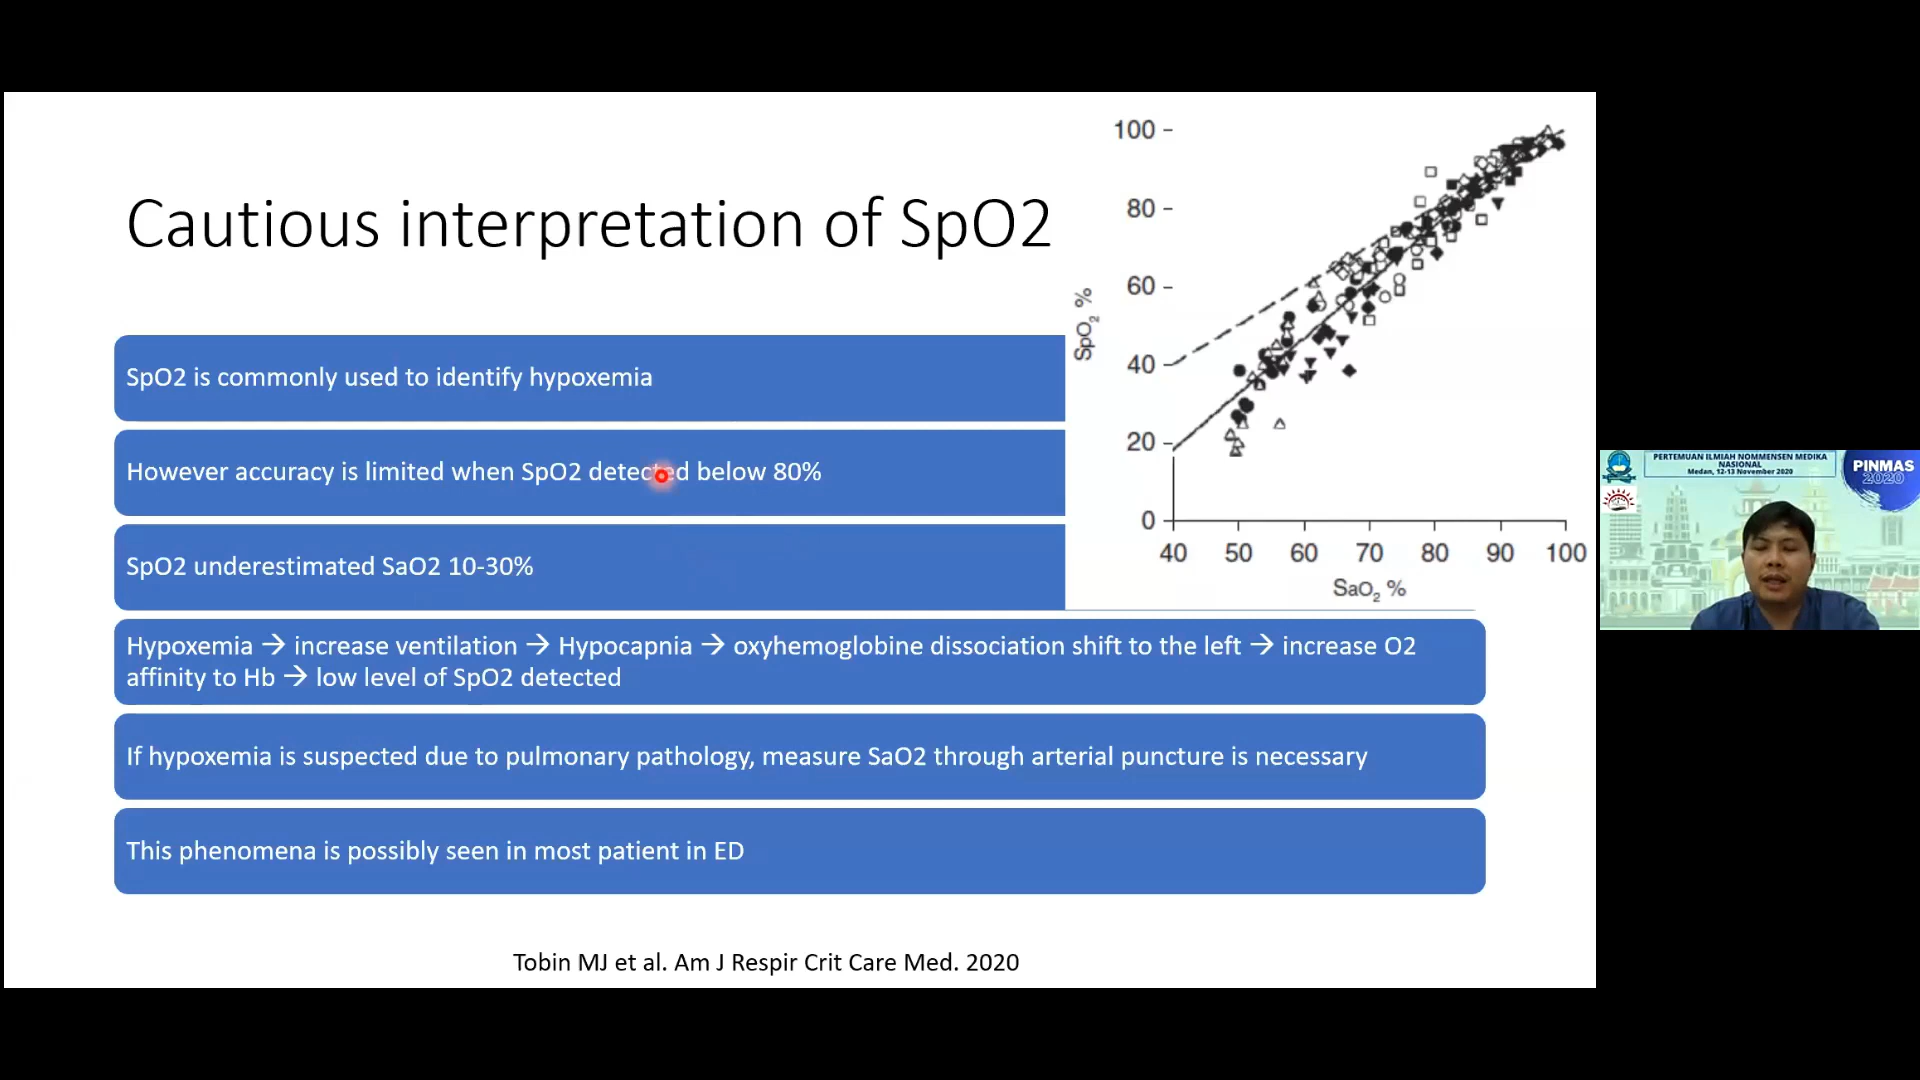 Cautious interpretation of SpO2
SpO2 is commonly used to identify hypoxemia
However accuracy is limited when SpO2 detected below 80%
SpO2 underestimated SaO2 10-30%
Hypoxemia → increase ventilation → Hypocapnia → oxyhemoglobine dissociation shift to the left → increase O2
affinity to Hb → low level of SpO2 detected
If hypoxemia is suspected due to pulmonary pathology, measure SaO2 through arterial puncture is necessary
This phenomena is possibly seen in most patient in ED
Tobin MJ et al. Am J Respir Crit Care Med. 2020
100
80
60
40
20
0
SpO₂ %
40 50 60 70 80 90 100
SaO₂ %
PERTEMUAN ILMIAH NOMMENSEN MEDIKA
NASIONAL
Medan, 12-13 November 2020
PINMAS
2020